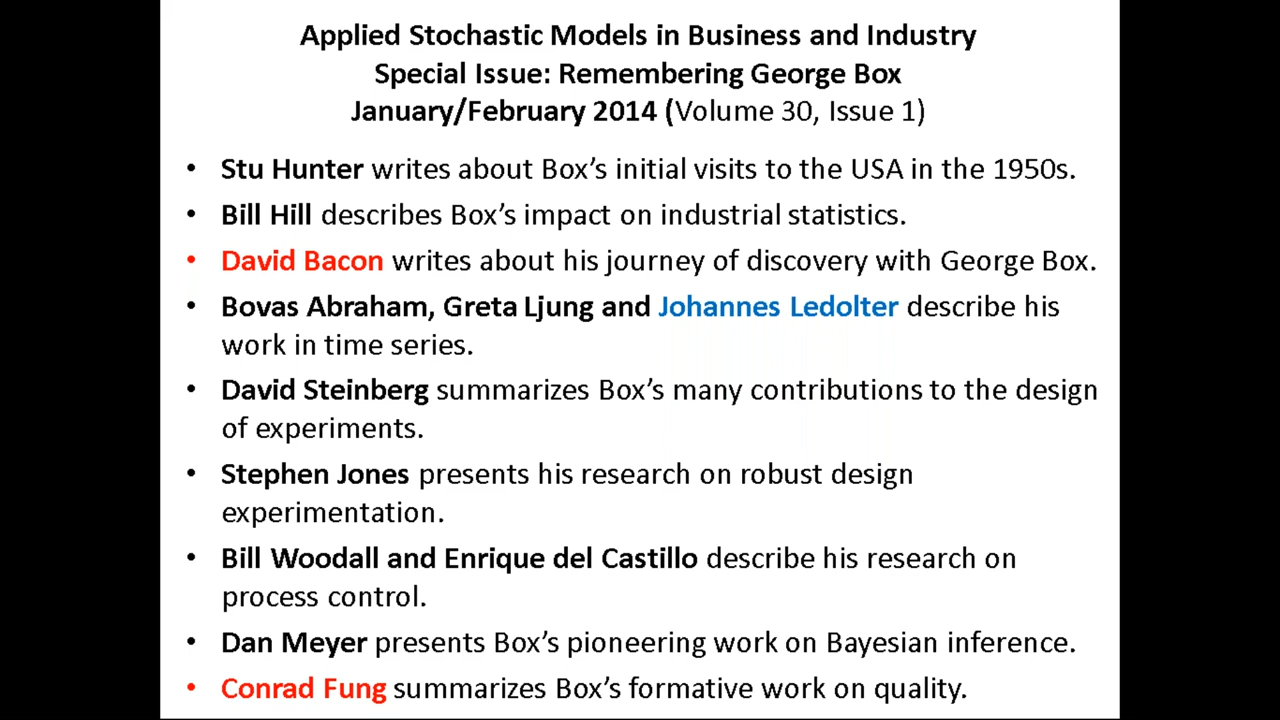 Applied Stochastic Models in Business and Industry
Special Issue: Remembering George Box
January/February 2014 (Volume 30, Issue 1)
• Stu Hunter writes about Box’s initial visits to the USA in the 1950s.
• Bill Hill describes Box’s impact on industrial statistics.
• David Bacon writes about his journey of discovery with George Box.
• Bovas Abraham, Greta Ljung and Johannes Ledolter describe his
work in time series.
• David Steinberg summarizes Box’s many contributions to the design
of experiments.
• Stephen Jones presents his research on robust design
experimentation.
• Bill Woodall and Enrique del Castillo describe his research on
process control.
• Dan Meyer presents Box’s pioneering work on Bayesian inference.
• Conrad Fung summarizes Box’s formative work on quality.